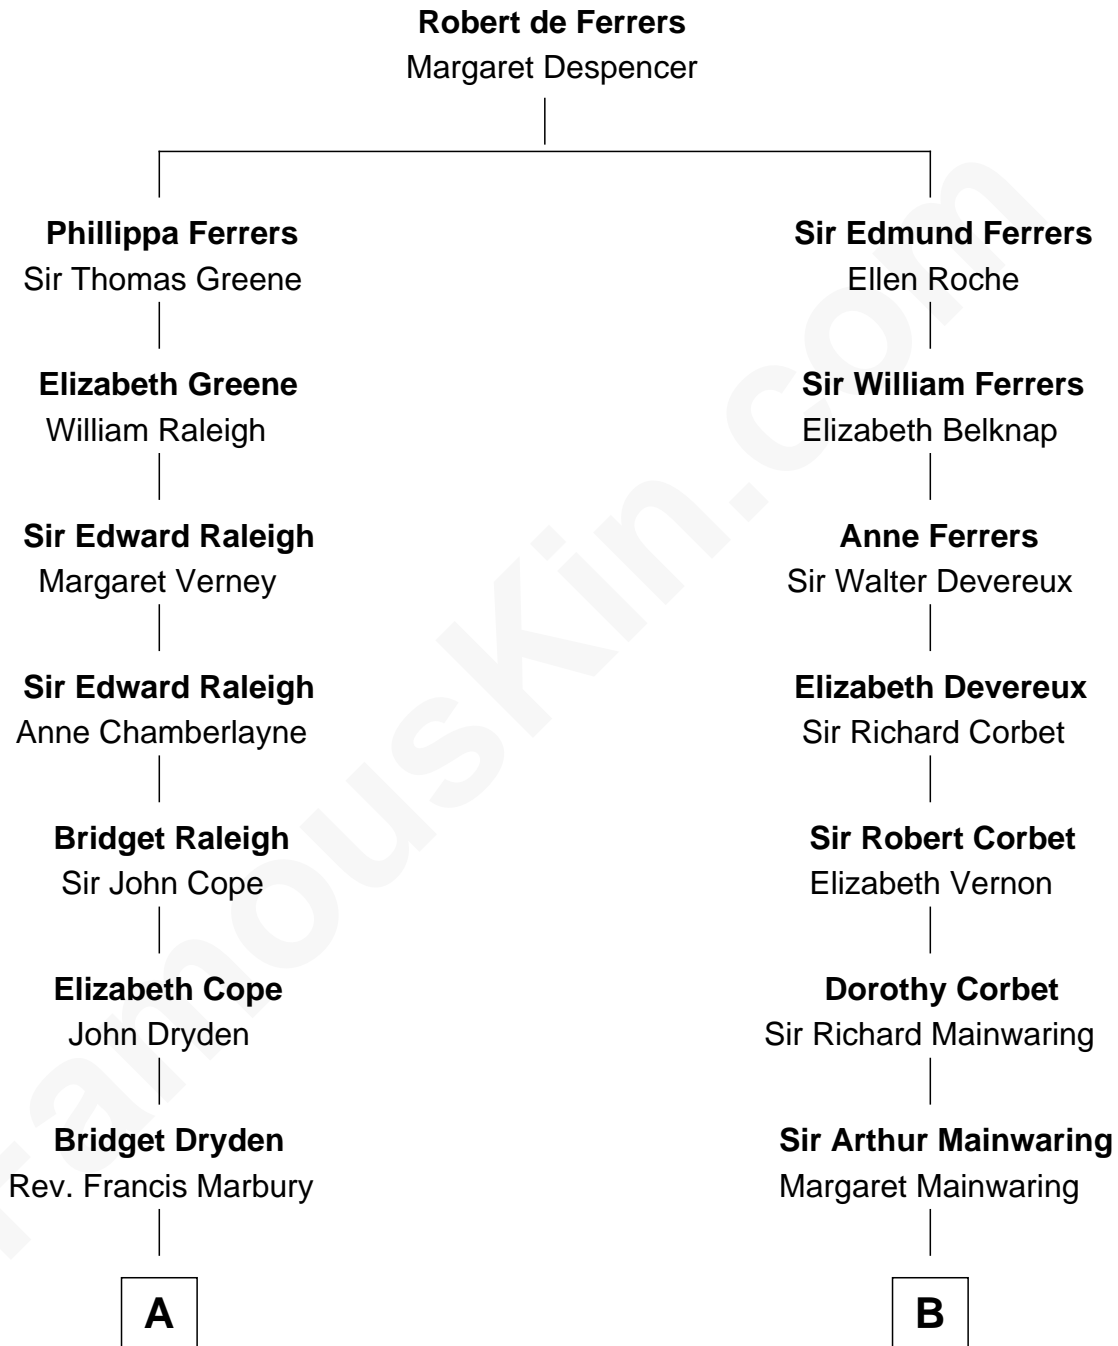 Robert de Ferrers
Margaret Despencer
Phillippa Ferrers
Sir Thomas Greene
Elizabeth Greene
William Raleigh
Sir Edward Raleigh
Margaret Verney
Sir Edward Raleigh
Anne Chamberlayne
Bridget Raleigh
Sir John Cope
Elizabeth Cope
John Dryden
Bridget Dryden
Rev. Francis Marbury
A
Sir Edmund Ferrers
Ellen Roche
Sir William Ferrers
Elizabeth Belknap
Anne Ferrers
Sir Walter Devereux
Elizabeth Devereux
Sir Richard Corbet
Sir Robert Corbet
Elizabeth Vernon
Dorothy Corbet
Sir Richard Mainwaring
Sir Arthur Mainwaring
Margaret Mainwaring
B
FamousKin.com